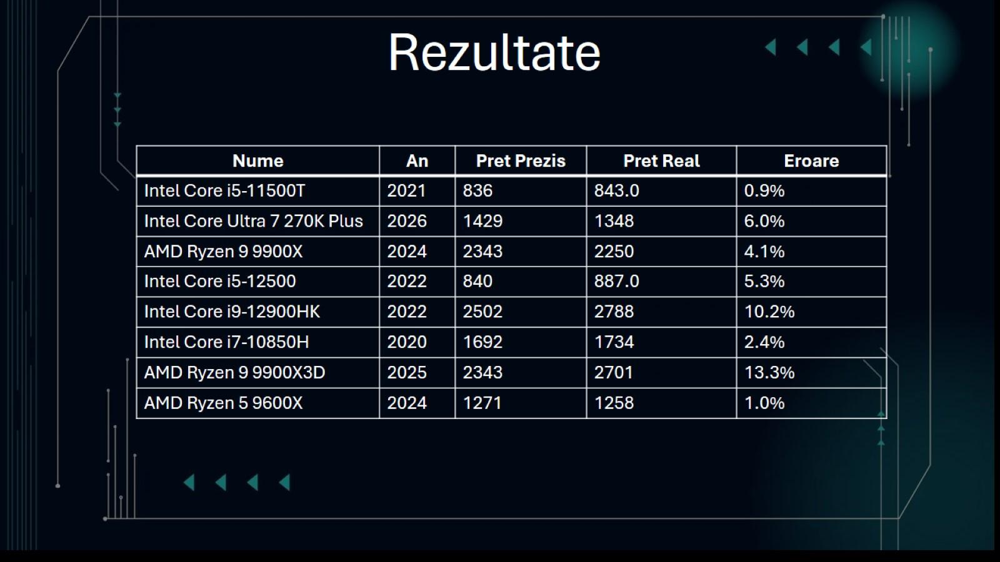 Rezultate
Nume An Pret Prezis Pret Real Eroare
Intel Core i5-11500T 2021 836 843.0 0.9%
Intel Core Ultra 7 270K Plus 2026 1429 1348 6.0%
AMD Ryzen 9 9900X 2024 2343 2250 4.1%
Intel Core i5-12500 2022 840 887.0 5.3%
Intel Core i9-12900HK 2022 2502 2788 10.2%
Intel Core i7-10850H 2020 1692 1734 2.4%
AMD Ryzen 9 9900X3D 2025 2343 2701 13.3%
AMD Ryzen 5 9600X 2024 1271 1258 1.0%